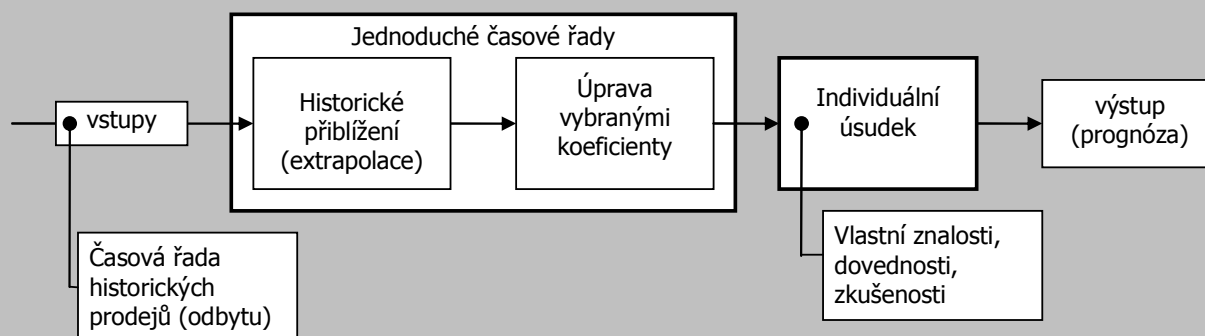 Jednoduché časové řady
vstupy
Historické
přiblížení
(extrapolace)
Úprava
vybranými
koeficienty
Individuální
úsudek
výstup
(prognóza)
Časová řada
historických
prodejů (odbytu)
Vlastní znalosti,
dovednosti,
zkušenosti